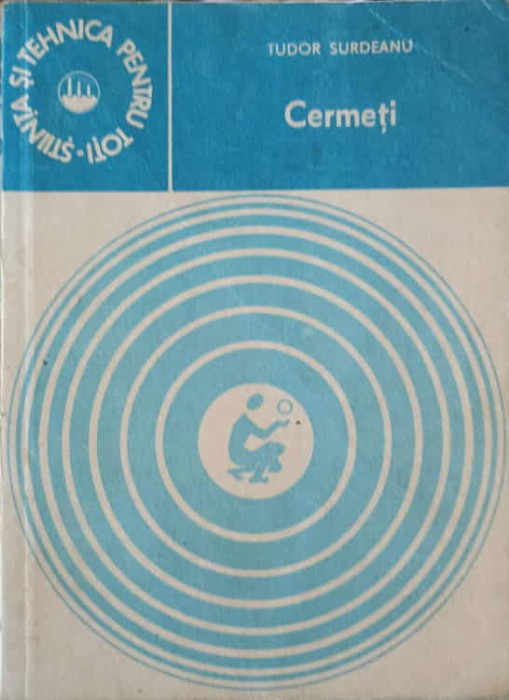 ȘTIINȚA ȘI TEHNICA PENTRU TOȚI •
TUDOR SURDEANU
Cermeți